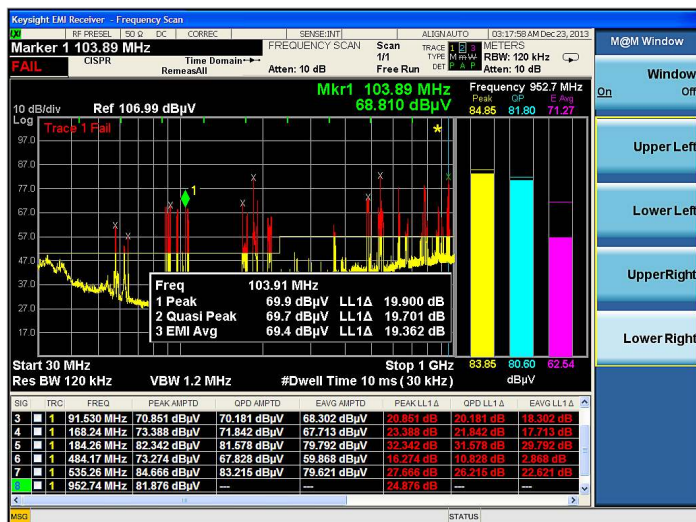 Keysight EMI Receiver - Frequency Scan
LXI RF PRESEL 50 Ω DC CORREC SENSE:INT ALIGN AUTO 03:17:58 AM Dec 23, 2013
Marker 1 103.89 MHz FREQUENCY SCAN Scan TRACE 1 2 3 METERS
1/1 TYPE M W RBW: 120 kHz
FAIL CISPR Time Domain Atten: 10 dB Free Run DET P A P Atten: 10 dB
RemeasAll
Mkr1 103.89 MHz
68.810 dBµV
10 dB/div Ref 106.99 dBµV
Log
Trace 1 Fail
97.0
87.0
77.0
67.0
57.0
47.0
37.0
27.0
17.0
1
Freq 103.91 MHz
1 Peak 69.9 dBµV LL1Δ 19.900 dB
2 Quasi Peak 69.7 dBµV LL1Δ 19.701 dB
3 EMI Avg 69.4 dBµV LL1Δ 19.362 dB
Start 30 MHz Stop 1 GHz
Res BW 120 kHz VBW 1.2 MHz #Dwell Time 10 ms (30 kHz)
Frequency 952.7 MHz
Peak QP E Avg
84.85 81.80 71.27
83.85 80.60 62.54
dBµV
SIG TRC FREQ PEAK AMPTD QPD AMPTD EAVG AMPTD PEAK LL1 Δ QPD LL1 Δ EAVG LL1 Δ
3 1 91.530 MHz 70.851 dBµV 70.181 dBµV 68.302 dBµV 20.851 dB 20.181 dB 18.302 dB
4 1 168.24 MHz 73.388 dBµV 71.842 dBµV 67.713 dBµV 23.388 dB 21.842 dB 17.713 dB
5 1 184.26 MHz 82.342 dBµV 81.578 dBµV 79.792 dBµV 32.342 dB 31.578 dB 29.792 dB
6 1 484.17 MHz 73.274 dBµV 67.828 dBµV 59.868 dBµV 16.274 dB 10.828 dB 2.868 dB
7 1 535.26 MHz 84.666 dBµV 83.215 dBµV 79.621 dBµV 27.666 dB 26.215 dB 22.621 dB
8 1 952.74 MHz 81.876 dBµV --- --- 24.876 dB --- ---
MSG STATUS
M@M Window
Window
On Off
Upper Left
Lower Left
UpperRight
Lower Right